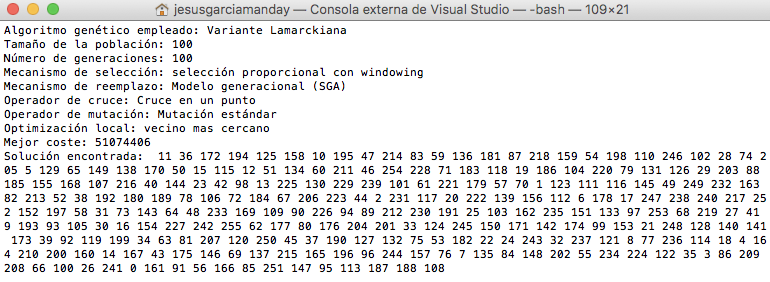 jesusgarciamanday — Consola externa de Visual Studio — -bash — 109×21
Algoritmo genético empleado: Variante Lamarckiana
Tamaño de la población: 100
Número de generaciones: 100
Mecanismo de selección: selección proporcional con windowing
Mecanismo de reemplazo: Modelo generacional (SGA)
Operador de cruce: Cruce en un punto
Operador de mutación: Mutación estándar
Optimización local: vecino mas cercano
Mejor coste: 51074406
Solución encontrada:  11 36 172 194 125 158 10 195 47 214 83 59 136 181 87 218 159 54 198 110 246 102 28 74 2
05 5 129 65 149 138 170 50 15 115 12 51 134 60 211 46 254 228 71 183 118 19 186 104 220 79 131 126 29 203 88
185 155 168 107 216 40 144 23 42 98 13 225 130 229 239 101 61 221 179 57 70 1 123 111 116 145 49 249 232 163
82 213 52 38 192 180 189 78 106 72 184 67 206 223 44 2 231 117 20 222 139 156 112 6 178 17 247 238 240 217 25
2 152 197 58 31 73 143 64 48 233 169 109 90 226 94 89 212 230 191 25 103 162 235 151 133 97 253 68 219 27 41
9 193 93 105 30 16 154 227 242 255 62 177 80 176 204 201 33 124 245 150 171 142 174 99 153 21 248 128 140 141
173 39 92 119 199 34 63 81 207 120 250 45 37 190 127 132 75 53 182 22 24 243 32 237 121 8 77 236 114 18 4 16
4 210 200 160 14 167 43 175 146 69 137 215 165 196 96 244 157 76 7 135 84 148 202 55 234 224 122 35 3 86 209
208 66 100 26 241 0 161 91 56 166 85 251 147 95 113 187 188 108